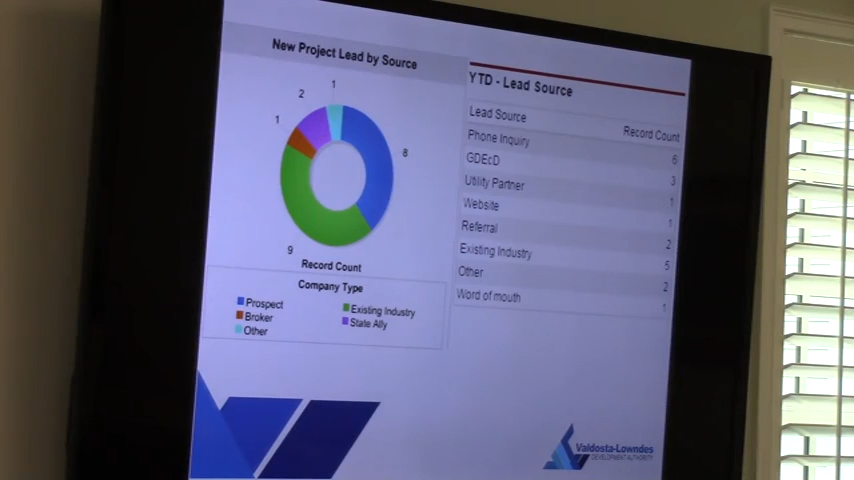 New Project Lead by Source
1
2
1
8
9
Record Count
Company Type
Prospect
Existing Industry
Broker
State Ally
Other
YTD - Lead Source
Lead Source Record Count
Phone Inquiry 6
GDEcD 3
Utility Partner 1
Website 1
Referral 2
Existing Industry 5
Other 2
Word of mouth 1
Valdosta-Lowndes
DEVELOPMENT AUTHORITY